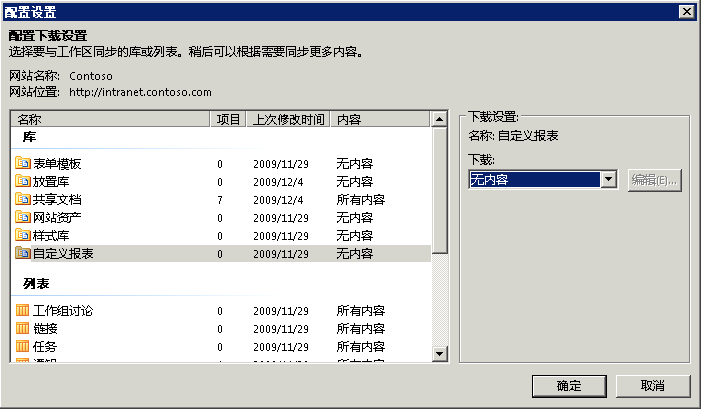 配置设置
配置下载设置
选择要与工作区同步的库或列表。稍后可以根据需要同步更多内容。
网站名称: Contoso
网站位置: http://intranet.contoso.com
名称 项目 上次修改时间 内容
库
表单模板 0 2009/11/29 无内容
放置库 0 2009/12/4 无内容
共享文档 7 2009/12/4 所有内容
网站资产 0 2009/11/29 无内容
样式库 0 2009/11/29 无内容
自定义报表 0 2009/11/29 无内容
列表
工作组讨论 0 2009/11/29 所有内容
链接 0 2009/11/29 所有内容
任务 0 2009/11/29 所有内容
下载设置:
名称: 自定义报表
下载:
无内容 编辑(E)...
确定 取消